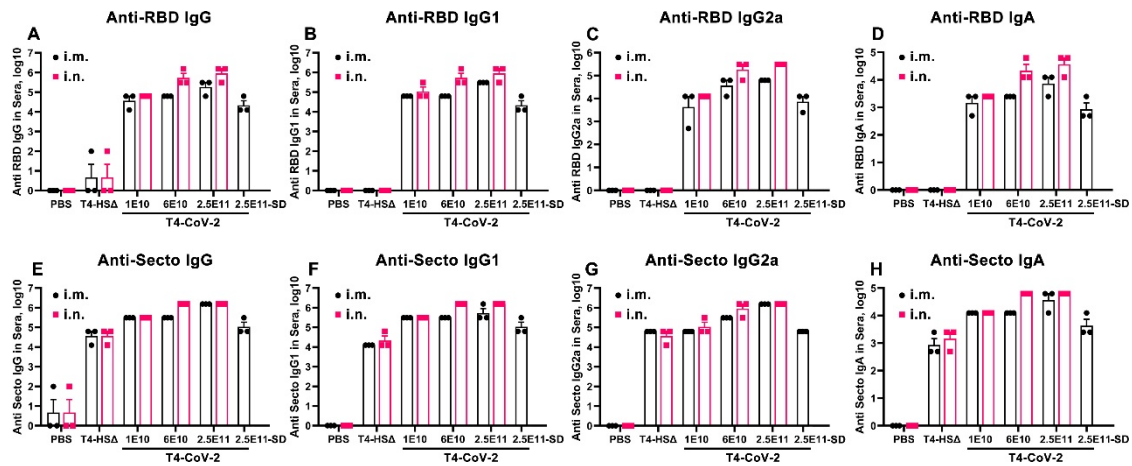 Anti-RBD IgG
A
i.m.
i.n.
Anti RBD IgG in Sera, log10
7
6
5
4
3
2
1
0
PBS
T4-HSΔ
1E10
6E10
2.5E11
2.5E11-SD
T4-CoV-2
Anti-RBD IgG1
B
i.m.
i.n.
Anti RBD IgG1 in Sera, log10
7
6
5
4
3
2
1
0
PBS
T4-HSΔ
1E10
6E10
2.5E11
2.5E11-SD
T4-CoV-2
Anti-RBD IgG2a
C
i.m.
i.n.
Anti RBD IgG2a in Sera, log10
6
5
4
3
2
1
0
PBS
T4-HSΔ
1E10
6E10
2.5E11
2.5E11-SD
T4-CoV-2
Anti-RBD IgA
D
i.m.
i.n.
Anti RBD IgA in Sera, log10
5
4
3
2
1
0
PBS
T4-HSΔ
1E10
6E10
2.5E11
2.5E11-SD
T4-CoV-2
Anti-Secto IgG
E
i.m.
i.n.
Anti Secto IgG in Sera, log10
7
6
5
4
3
2
1
0
PBS
T4-HSΔ
1E10
6E10
2.5E11
2.5E11-SD
T4-CoV-2
Anti-Secto IgG1
F
i.m.
i.n.
Anti Secto IgG1 in Sera, log10
7
6
5
4
3
2
1
0
PBS
T4-HSΔ
1E10
6E10
2.5E11
2.5E11-SD
T4-CoV-2
Anti-Secto IgG2a
G
i.m.
i.n.
Anti Secto IgG2a in Sera, log10
7
6
5
4
3
2
1
0
PBS
T4-HSΔ
1E10
6E10
2.5E11
2.5E11-SD
T4-CoV-2
Anti-Secto IgA
H
i.m.
i.n.
Anti Secto IgA in Sera, log10
5
4
3
2
1
0
PBS
T4-HSΔ
1E10
6E10
2.5E11
2.5E11-SD
T4-CoV-2